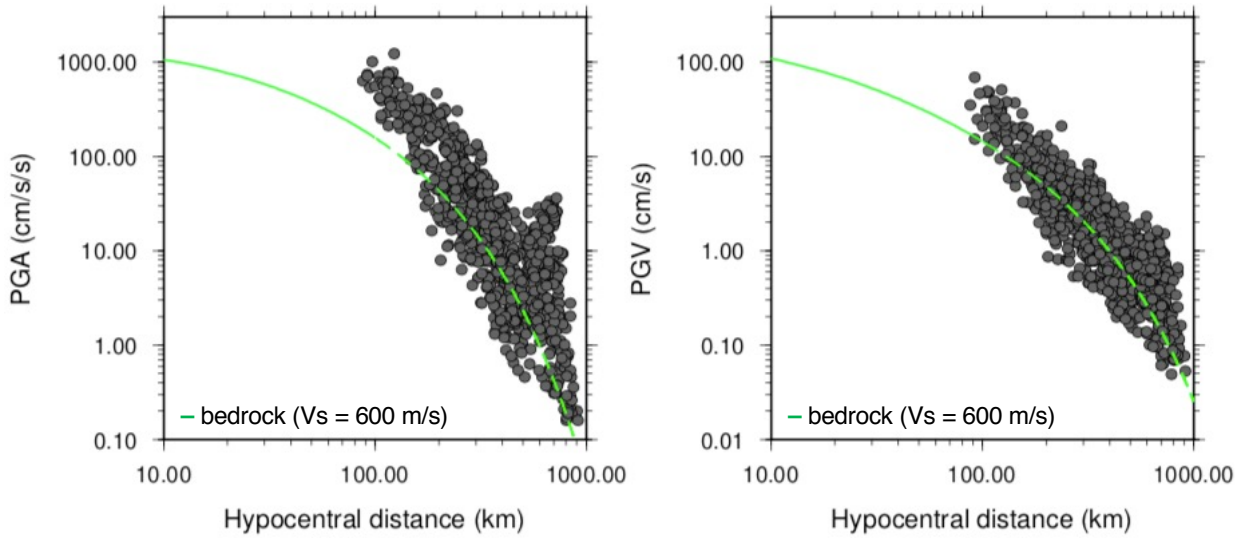 PGA (cm/s/s)
1000.00
100.00
10.00
1.00
0.10
bedrock (Vs = 600 m/s)
10.00 100.00 1000.00
Hypocentral distance (km)
PGV (cm/s)
100.00
10.00
1.00
0.10
0.01
bedrock (Vs = 600 m/s)
10.00 100.00 1000.00
Hypocentral distance (km)